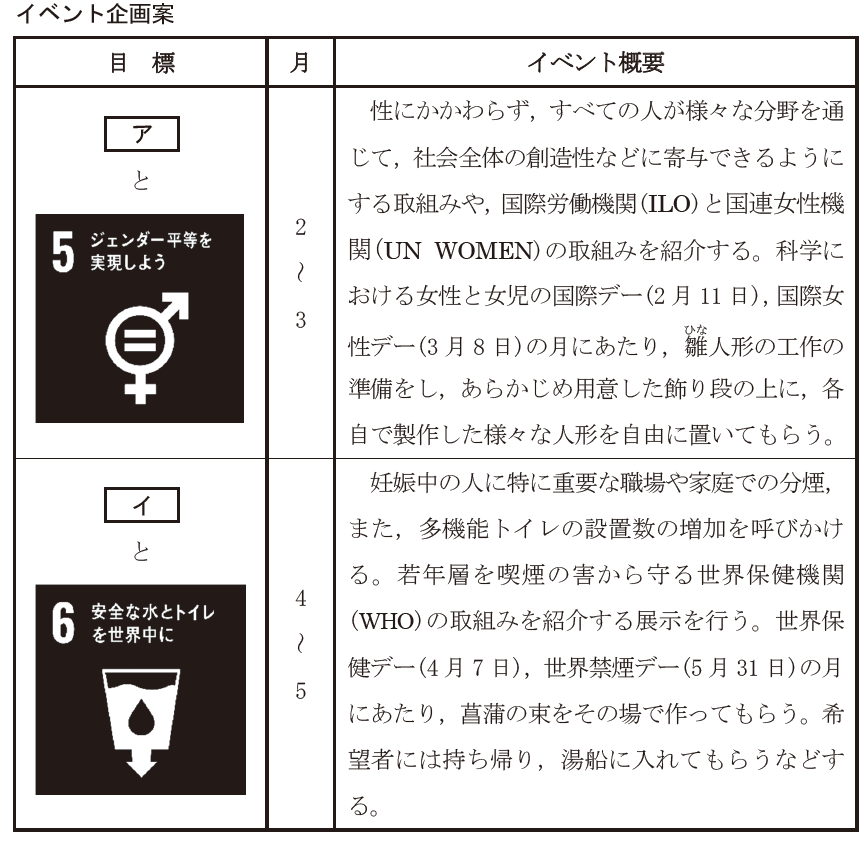 イベント企画案
目　標
月
イベント概要
ア
と
5 ジェンダー平等を
実現しよう
2
〜
3
性にかかわらず，すべての人が様々な分野を通
じて，社会全体の創造性などに寄与できるように
する取組みや，国際労働機関(ILO)と国連女性機
関(UN WOMEN)の取組みを紹介する。科学に
おける女性と女児の国際デー(2月11日)，国際女
性デー(3月8日)の月にあたり，雛人形の工作の
ひな
準備をし，あらかじめ用意した飾り段の上に，各
自で製作した様々な人形を自由に置いてもらう。
イ
と
6 安全な水とトイレ
を世界中に
4
〜
5
妊娠中の人に特に重要な職場や家庭での分煙，
また，多機能トイレの設置数の増加を呼びかけ
る。若年層を喫煙の害から守る世界保健機関
(WHO)の取組みを紹介する展示を行う。世界保
健デー(4月7日)，世界禁煙デー(5月31日)の月
にあたり，菖蒲の束をその場で作ってもらう。希
望者には持ち帰り，湯船に入れてもらうなどす
る。